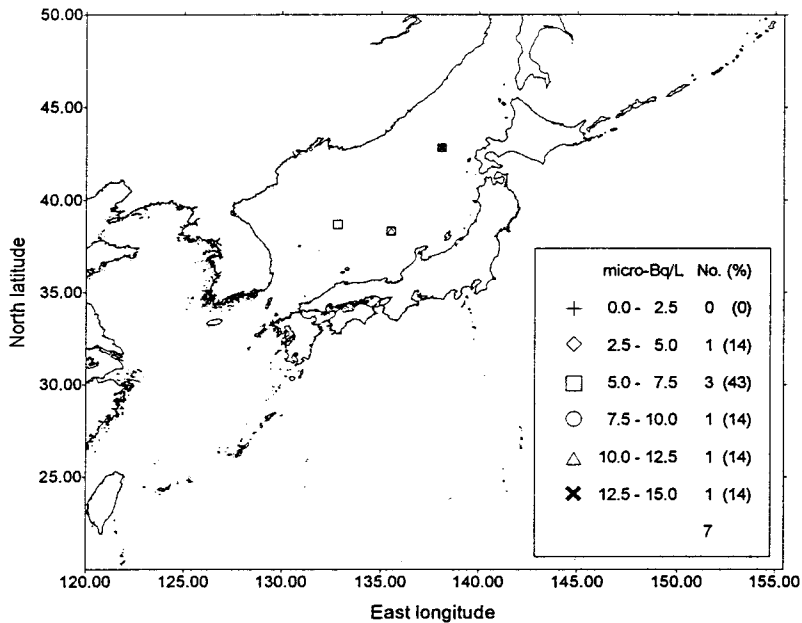 50.00
45.00
40.00
35.00
30.00
25.00
North latitude
micro-Bq/L No. (%)
0.0 - 2.5 0 (0)
2.5 - 5.0 1 (14)
5.0 - 7.5 3 (43)
7.5 - 10.0 1 (14)
10.0 - 12.5 1 (14)
12.5 - 15.0 1 (14)
7
120.00 125.00 130.00 135.00 140.00 145.00 150.00 155.00
East longitude